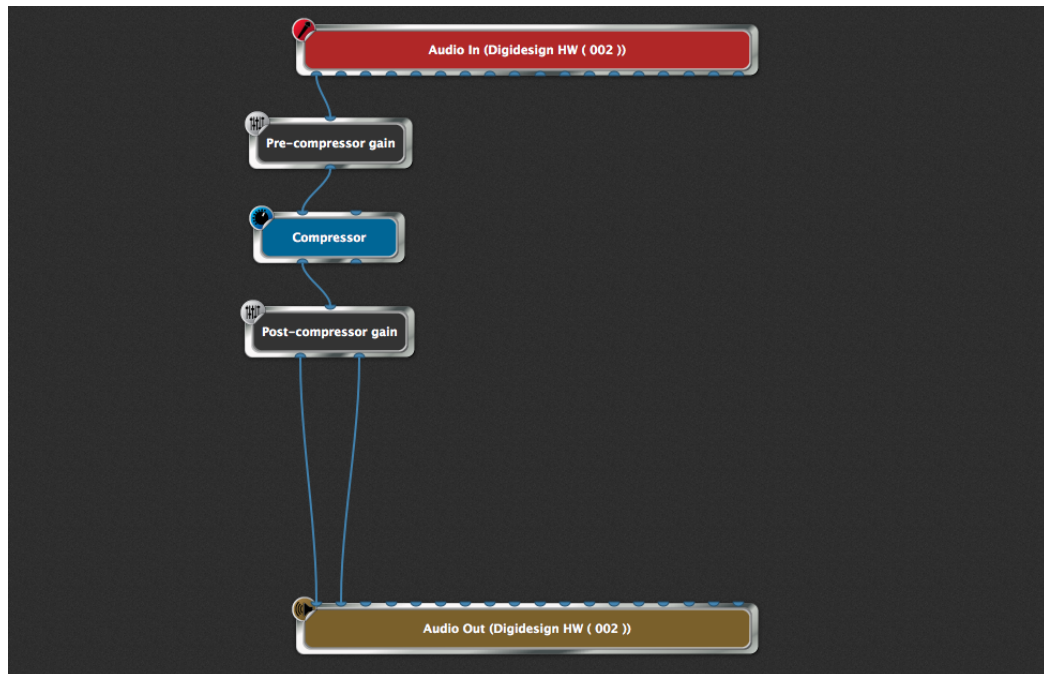 Audio In (Digidesign HW ( 002 ))
Pre-compressor gain
Compressor
Post-compressor gain
Audio Out (Digidesign HW ( 002 ))